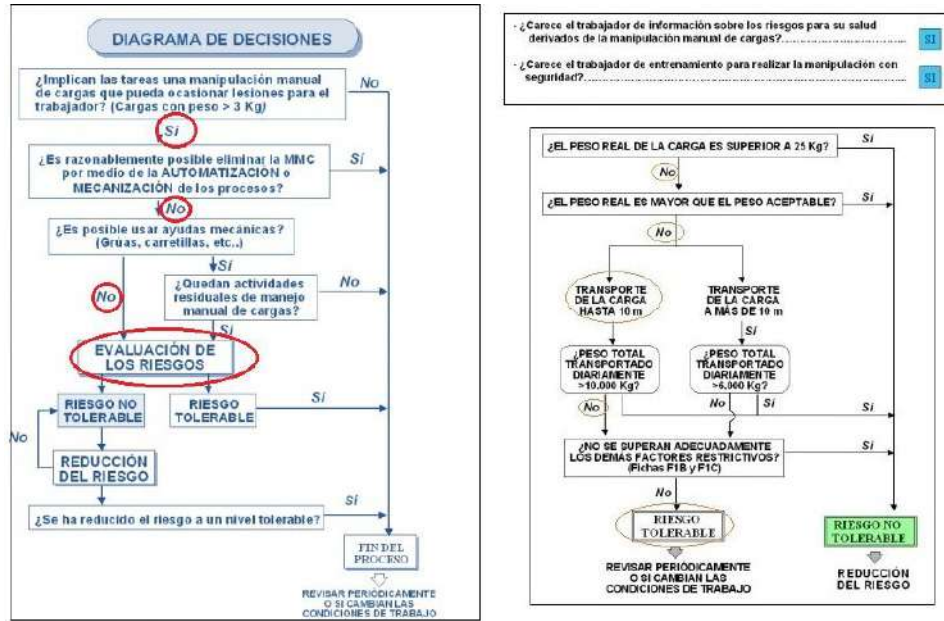 DIAGRAMA DE DECISIONES
¿Implican las tareas una manipulación manual
de cargas que pueda ocasionar lesiones para el
trabajador? (Cargas con peso > 3 Kg)
No
Sí
¿Es razonablemente posible eliminar la MMC
por medio de la AUTOMATIZACIÓN o
MECANIZACIÓN de los procesos?
Sí
No
¿Es posible usar ayudas mecánicas?
(Grúas, carretillas, etc..)
Sí
No
¿Quedan actividades
residuales de manejo
manual de cargas?
No
Sí
EVALUACIÓN DE
LOS RIESGOS
RIESGO NO
TOLERABLE
RIESGO
TOLERABLE
Sí
No
REDUCCIÓN
DEL RIESGO
¿Se ha reducido el riesgo a un nivel tolerable?
Sí
FIN DEL
PROCESO
REVISAR PERIÓDICAMENTE
O SI CAMBIAN LAS
CONDICIONES DE TRABAJO
- ¿Carece el trabajador de información sobre los riesgos para su salud
derivados de la manipulación manual de cargas?
SI
- ¿Carece el trabajador de entrenamiento para realizar la manipulación con
seguridad?
SI
¿EL PESO REAL DE LA CARGA ES SUPERIOR A 25 Kg?
Sí
No
¿EL PESO REAL ES MAYOR QUE EL PESO ACEPTABLE?
Sí
No
TRANSPORTE
DE LA CARGA
HASTA 10 m
TRANSPORTE
DE LA CARGA
A MÁS DE 10 m
Sí
¿PESO TOTAL
TRANSPORTADO
DIARIAMENTE
>10.000 Kg?
¿PESO TOTAL
TRANSPORTADO
DIARIAMENTE
>6.000 Kg?
No
No
Sí
Sí
¿NO SE SUPERAN ADECUADAMENTE
LOS DEMÁS FACTORES RESTRICTIVOS?
(Fichas F1B y F1C)
Sí
No
RIESGO
TOLERABLE
RIESGO NO
TOLERABLE
REVISAR PERIÓDICAMENTE
O SI CAMBIAN LAS
CONDICIONES DE TRABAJO
REDUCCIÓN
DEL RIESGO